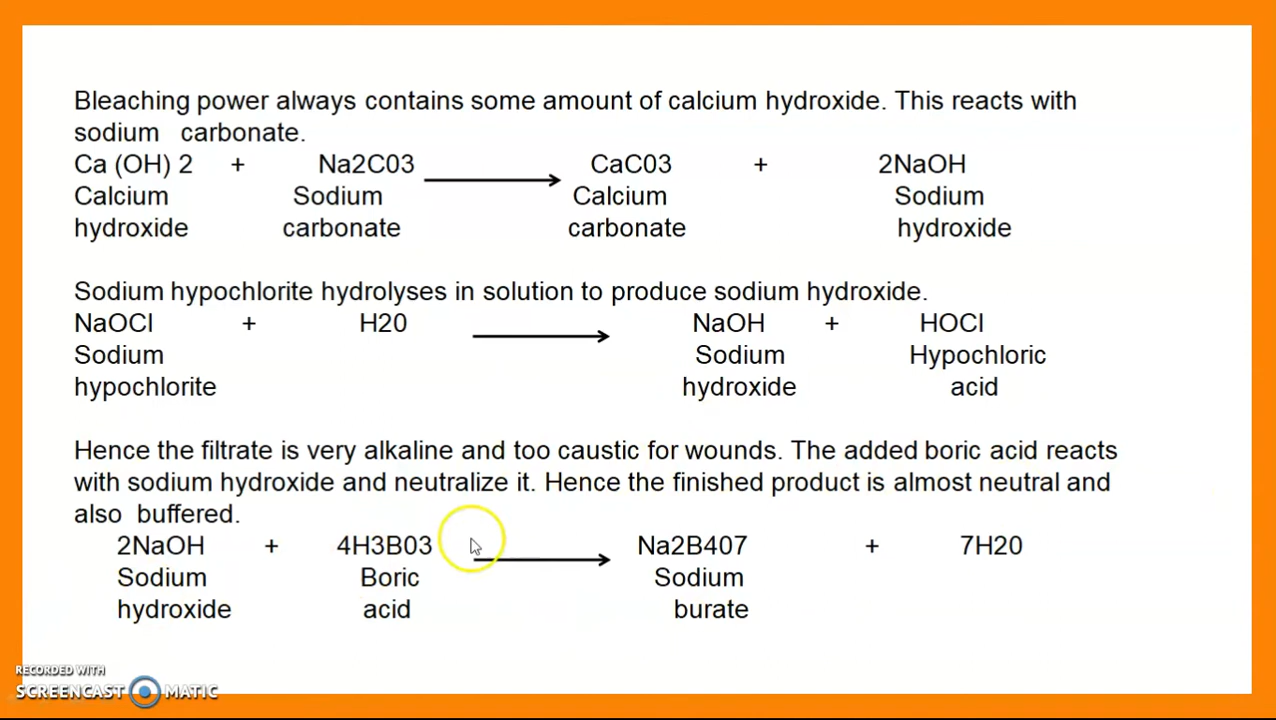 Bleaching power always contains some amount of calcium hydroxide. This reacts with
sodium carbonate.
Ca (OH) 2 + Na2C03 CaC03 + 2NaOH
Calcium Sodium Calcium Sodium
hydroxide carbonate carbonate hydroxide
Sodium hypochlorite hydrolyses in solution to produce sodium hydroxide.
NaOCl + H20 NaOH + HOCl
Sodium Sodium Hypochloric
hypochlorite hydroxide acid
Hence the filtrate is very alkaline and too caustic for wounds. The added boric acid reacts
with sodium hydroxide and neutralize it. Hence the finished product is almost neutral and
also buffered.
2NaOH + 4H3B03 Na2B407 + 7H20
Sodium Boric Sodium
hydroxide acid burate
RECORDED WITH
SCREENCAST MATIC